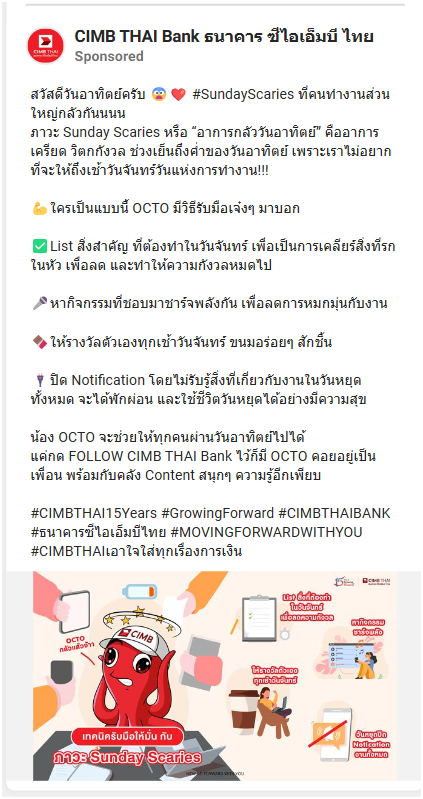 CIMB THAI Bank ธนาคาร ซีไอเอ็มบี ไทย
Sponsored
สวัสดีวันอาทิตย์ครับ 😨 ❤️ #SundayScaries ที่คนทำงานส่วน
ใหญ่กลัวกันนนน
ภาวะ Sunday Scaries หรือ “อาการกลัววันอาทิตย์” คืออาการ
เครียด วิตกกังวล ช่วงเย็นถึงค่ำของวันอาทิตย์ เพราะเราไม่อยาก
ที่จะให้ถึงเช้าวันจันทร์วันแห่งการทำงาน!!!
💪 ใครเป็นแบบนี้ OCTO มีวิธีรับมือเจ๋งๆ มาบอก
✅ List สิ่งสำคัญ ที่ต้องทำในวันจันทร์ เพื่อเป็นการเคลียร์สิ่งที่รก
ในหัว เพื่อลด และทำให้ความกังวลหมดไป
🎤 หากิจกรรมที่ชอบมาชาร์จพลังกัน เพื่อลดการหมกมุ่นกับงาน
🍫 ให้รางวัลตัวเองทุกเช้าวันจันทร์ ขนมอร่อยๆ สักชิ้น
🌂 ปิด Notification โดยไม่รับรู้สิ่งที่เกี่ยวกับงานในวันหยุด
ทั้งหมด จะได้พักผ่อน และใช้ชีวิตวันหยุดได้อย่างมีความสุข
น้อง OCTO จะช่วยให้ทุกคนผ่านวันอาทิตย์ไปได้
แค่กด FOLLOW CIMB THAI Bank ไว้ก็มี OCTO คอยอยู่เป็น
เพื่อน พร้อมกับคลัง Content สนุกๆ ความรู้อีกเพียบ
#CIMBTHAI15Years #GrowingForward #CIMBTHAIBANK
#ธนาคารซีไอเอ็มบีไทย #MOVINGFORWARDWITHYOU
#CIMBTHAIเอาใจใส่ทุกเรื่องการเงิน
CIMB THAI
OCTO
กลัวแล้วจ้าา
CIMB
List สิ่งที่ต้องทำ
ในวันจันทร์
เพื่อลดความกังวล
หากิจกรรม
ชาร์จพลัง
ให้รางวัลตัวเอง
ทุกเช้าวันจันทร์
วันหยุดปิด
Notication
งานทั้งหมด
เทคนิครับมือให้มั่น กับ
ภาวะ Sunday Scaries